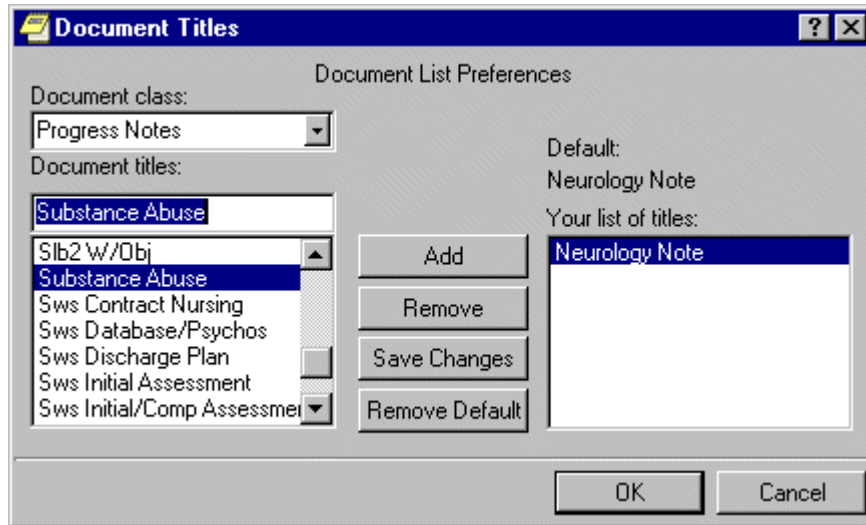 Document Titles
Document List Preferences
Document class:
Progress Notes
Document titles:
Substance Abuse
Slb2 W/Obj
Substance Abuse
Sws Contract Nursing
Sws Database/Psychos
Sws Discharge Plan
Sws Initial Assessment
Sws Initial/Comp Assessmer
Add
Remove
Save Changes
Remove Default
Default:
Neurology Note
Your list of titles:
Neurology Note
OK
Cancel